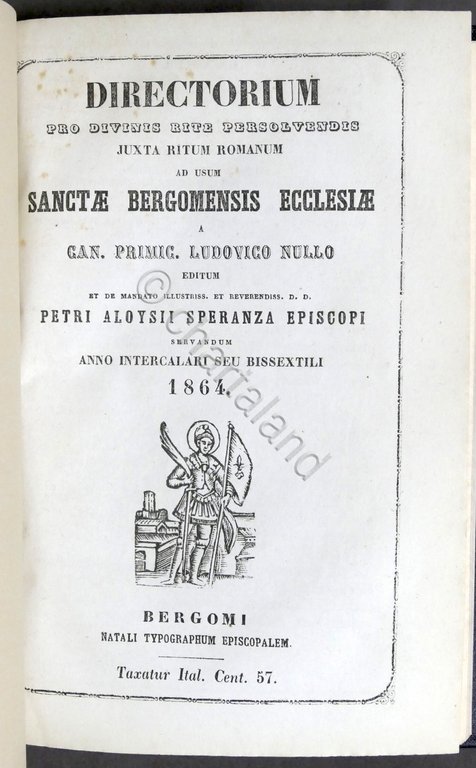 DIRECTORIUM
PRO DIVINIS RITE PERSOLVENDIS
JUXTA RITUM ROMANUM
AD USUM
SANCTÆ BERGOMENSIS ECCLESIÆ
A
CAN. PRIMIC. LUDOVICO NULLO
EDITUM
ET DE MANDATO ILLUSTRISS. ET REVERENDISS. D. D.
PETRI ALOYSII SPERANZA EPISCOPI
SERVANDUM
ANNO INTERCALARI SEU BISSEXTILI
1864.
BERGOMI
NATALI TYPOGRAPHUM EPISCOPALEM.
Taxatur Ital. Cent. 57.
© chartaland